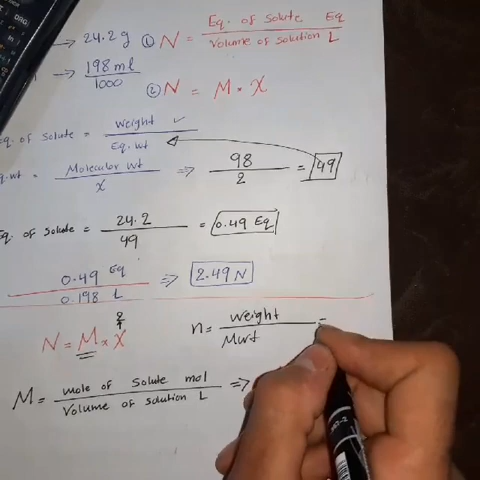 → 24.2 g ① N = Eq. of Solute Eq / Volume of solution L
→ 198 ml / 1000
② N = M * X
Eq. of Solute = Weight ✓ / Eq. wt
Eq. wt = Molecular wt / X ⇒ 98 / 2 = 49
Eq. of Solute = 24.2 / 49 = 0.49 Eq
0.49 Eq / 0.198 L ⇒ 2.49 N
N = M * X
n = Weight / Mwt =
M = mole of Solute mol / Volume of solution L ⇒
DRG